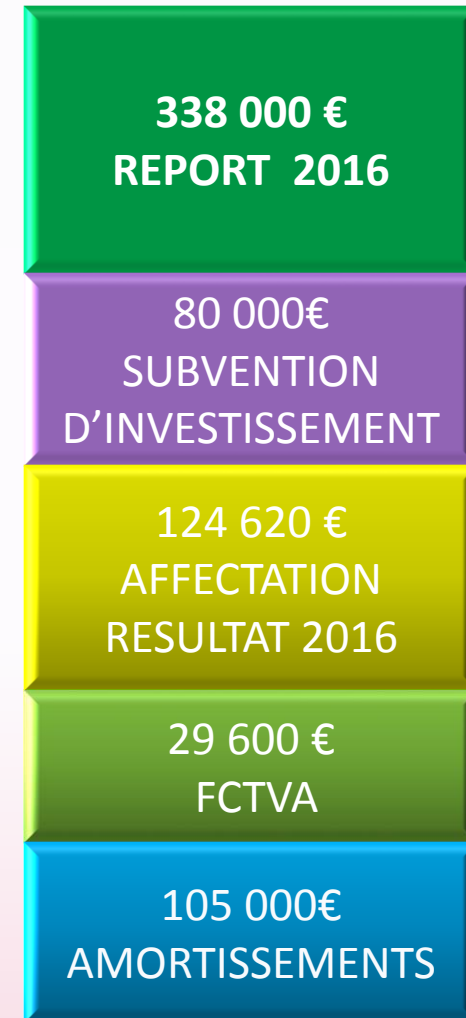 338 000 €
REPORT 2016
80 000€
SUBVENTION
D’INVESTISSEMENT
124 620 €
AFFECTATION
RESULTAT 2016
29 600 €
FCTVA
105 000€
AMORTISSEMENTS